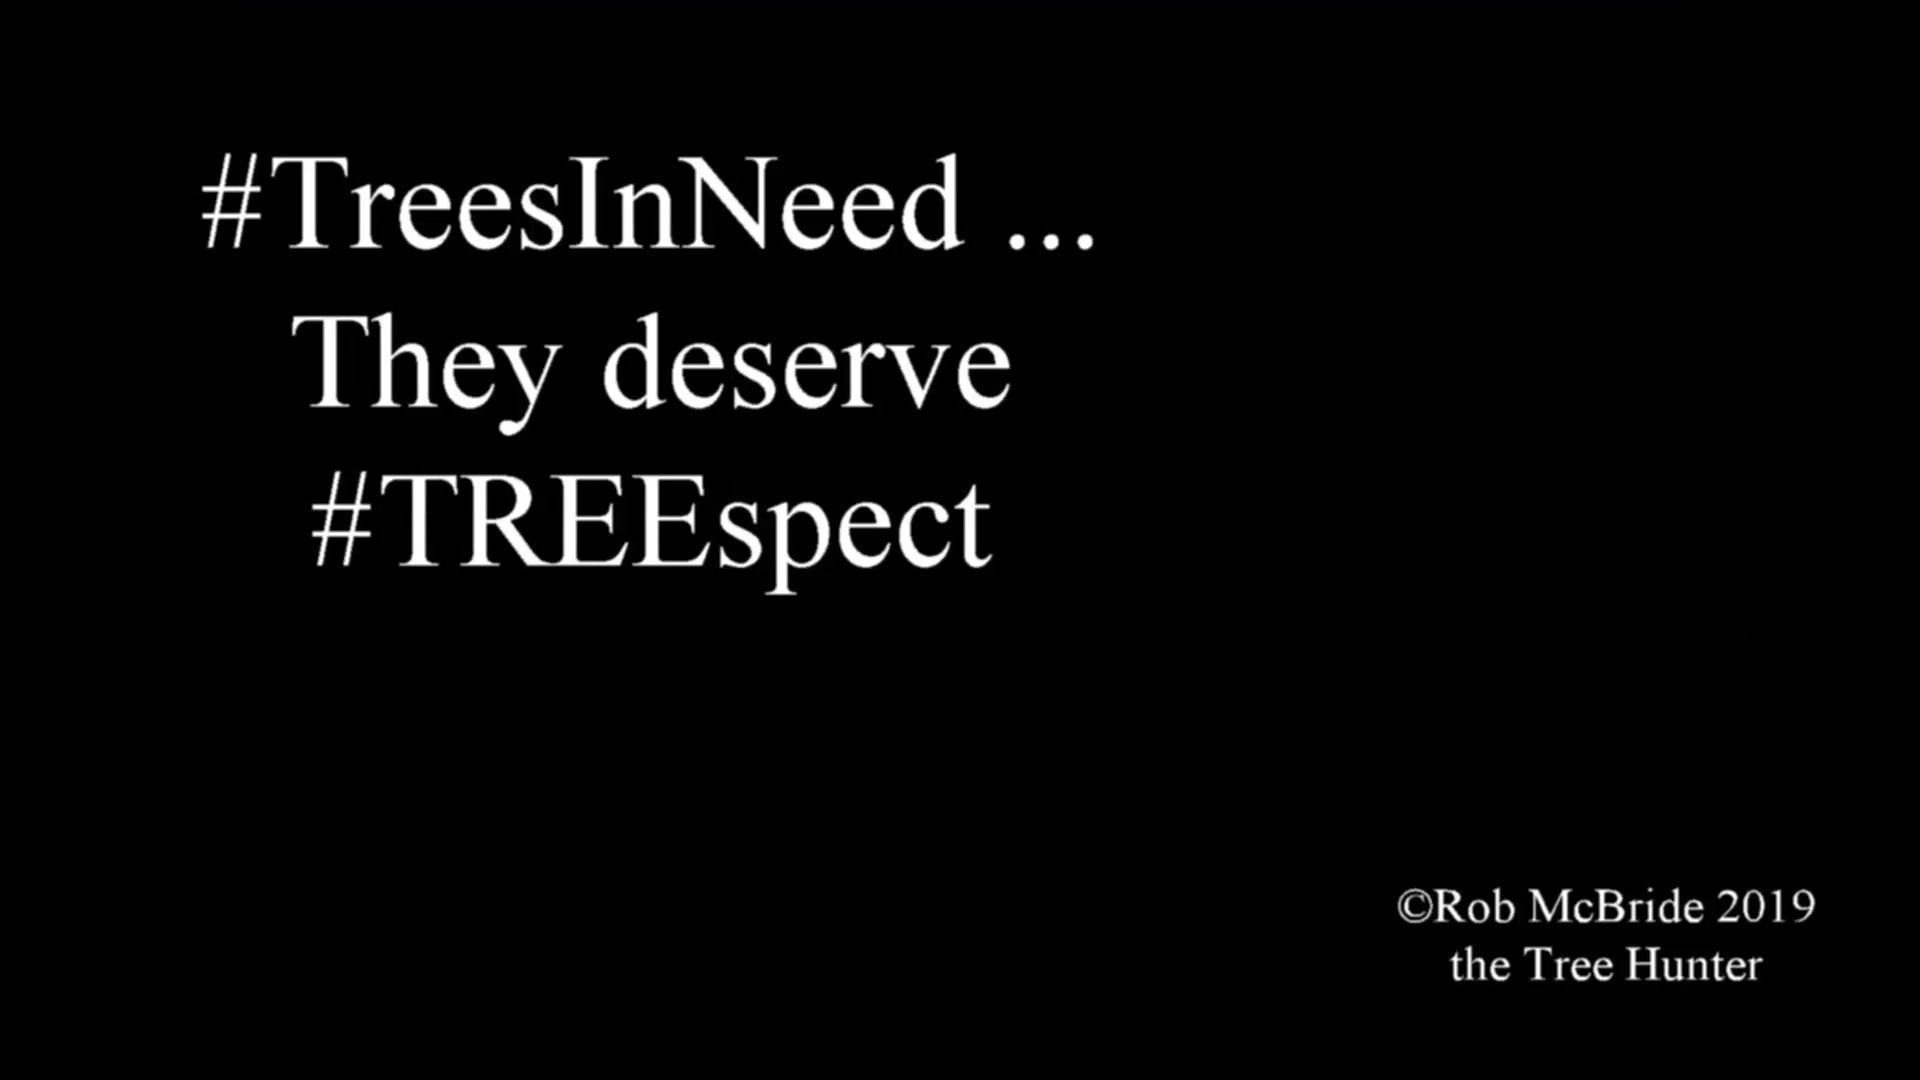 #TreesInNeed ...
They deserve
#TREEspect
©Rob McBride 2019
the Tree Hunter